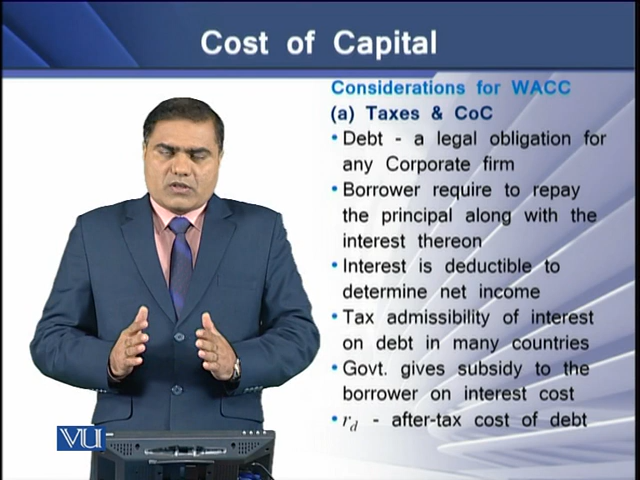 Cost of Capital
Considerations for WACC
(a) Taxes & CoC
• Debt - a legal obligation for
any Corporate firm
• Borrower require to repay
the principal along with the
interest thereon
• Interest is deductible to
determine net income
• Tax admissibility of interest
on debt in many countries
• Govt. gives subsidy to the
borrower on interest cost
• r_d - after-tax cost of debt
VU